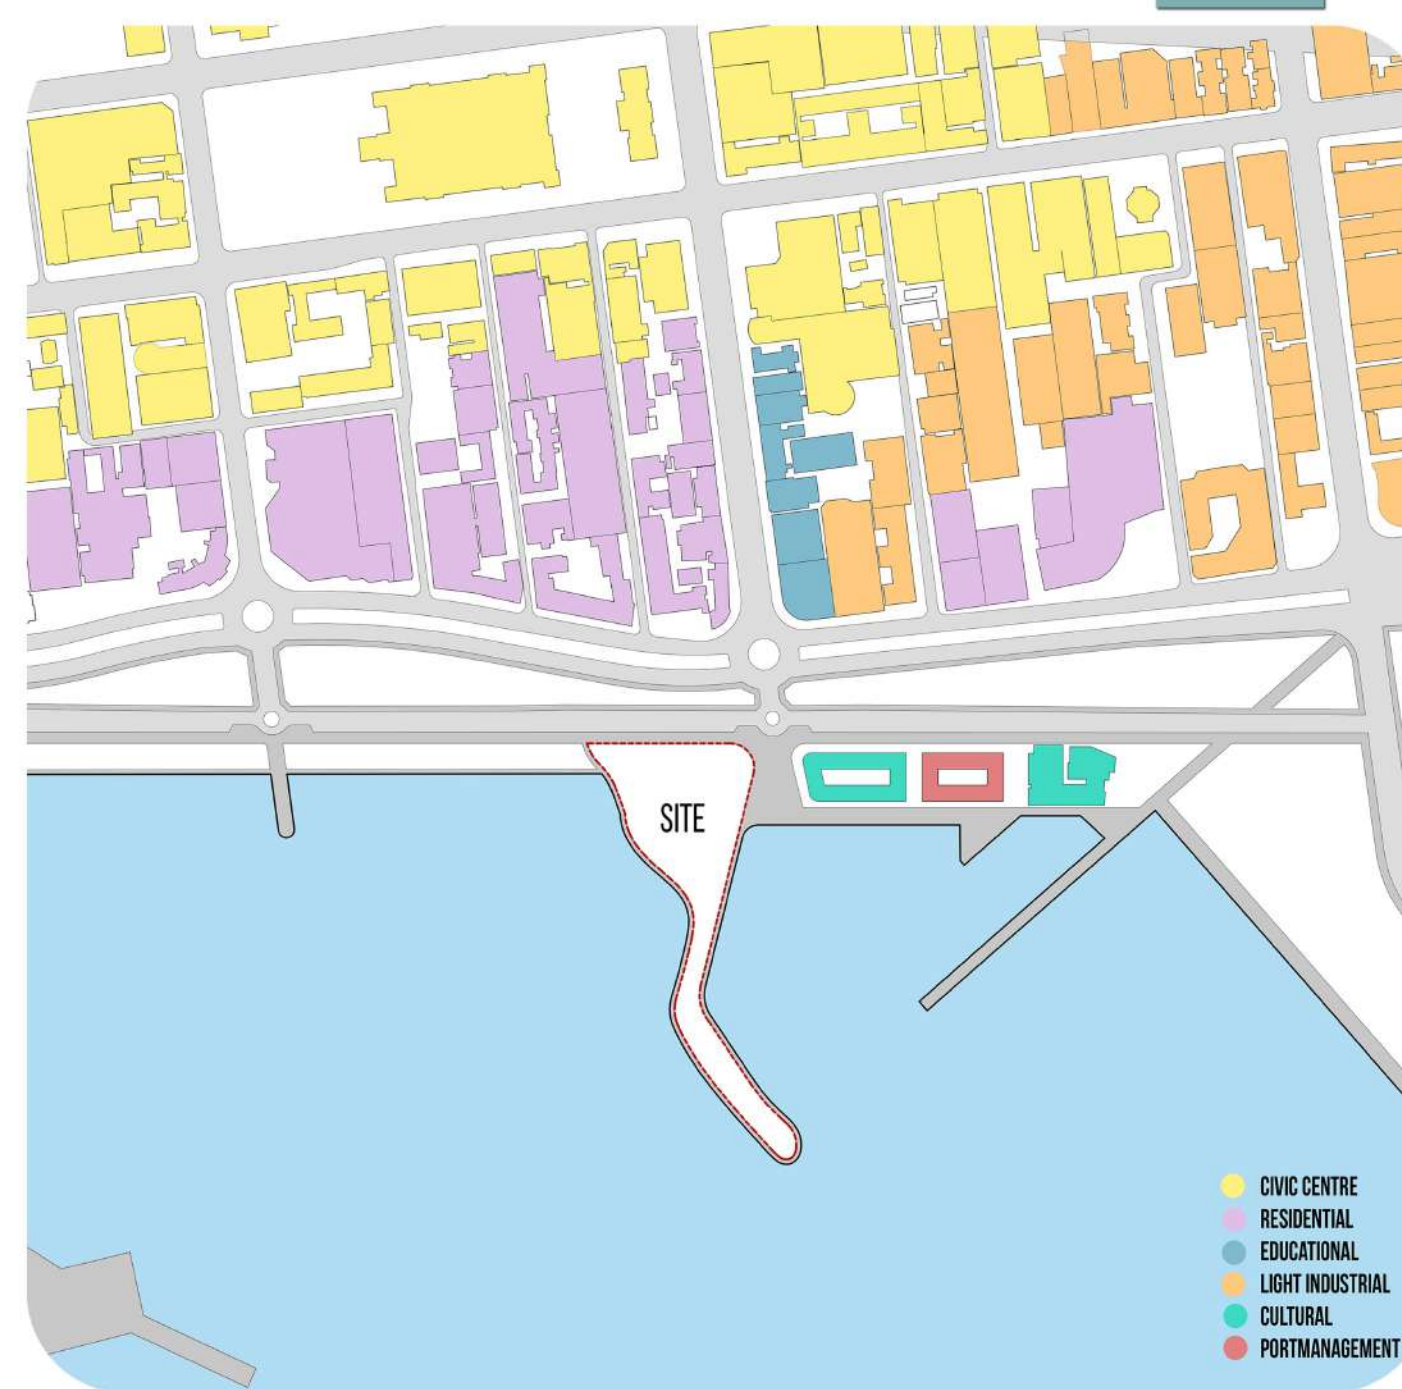 SITE
CIVIC CENTRE
RESIDENTIAL
EDUCATIONAL
LIGHT INDUSTRIAL
CULTURAL
PORTMANAGEMENT